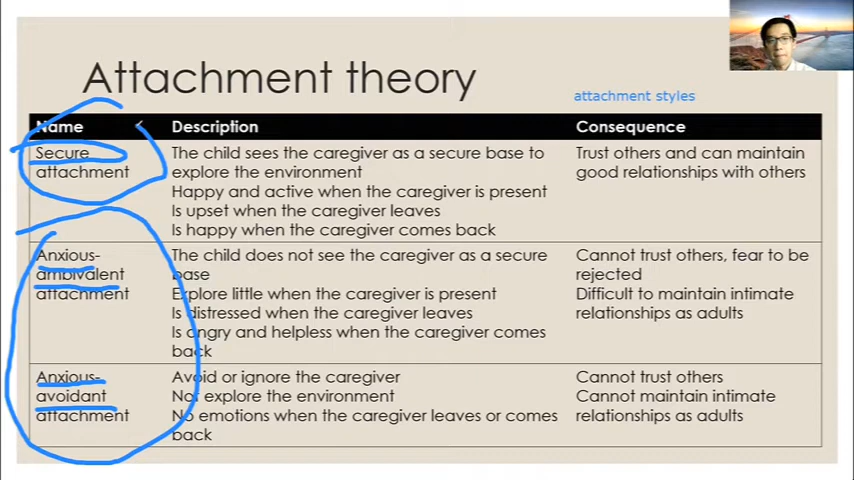 Attachment theory
attachment styles
Name Description Consequence
Secure attachment
The child sees the caregiver as a secure base to
explore the environment
Happy and active when the caregiver is present
Is upset when the caregiver leaves
Is happy when the caregiver comes back
Trust others and can maintain
good relationships with others
Anxious-
ambivalent
attachment
The child does not see the caregiver as a secure
base
Explore little when the caregiver is present
Is distressed when the caregiver leaves
Is angry and helpless when the caregiver comes
back
Cannot trust others, fear to be
rejected
Difficult to maintain intimate
relationships as adults
Anxious-
avoidant
attachment
Avoid or ignore the caregiver
Not explore the environment
No emotions when the caregiver leaves or comes
back
Cannot trust others
Cannot maintain intimate
relationships as adults